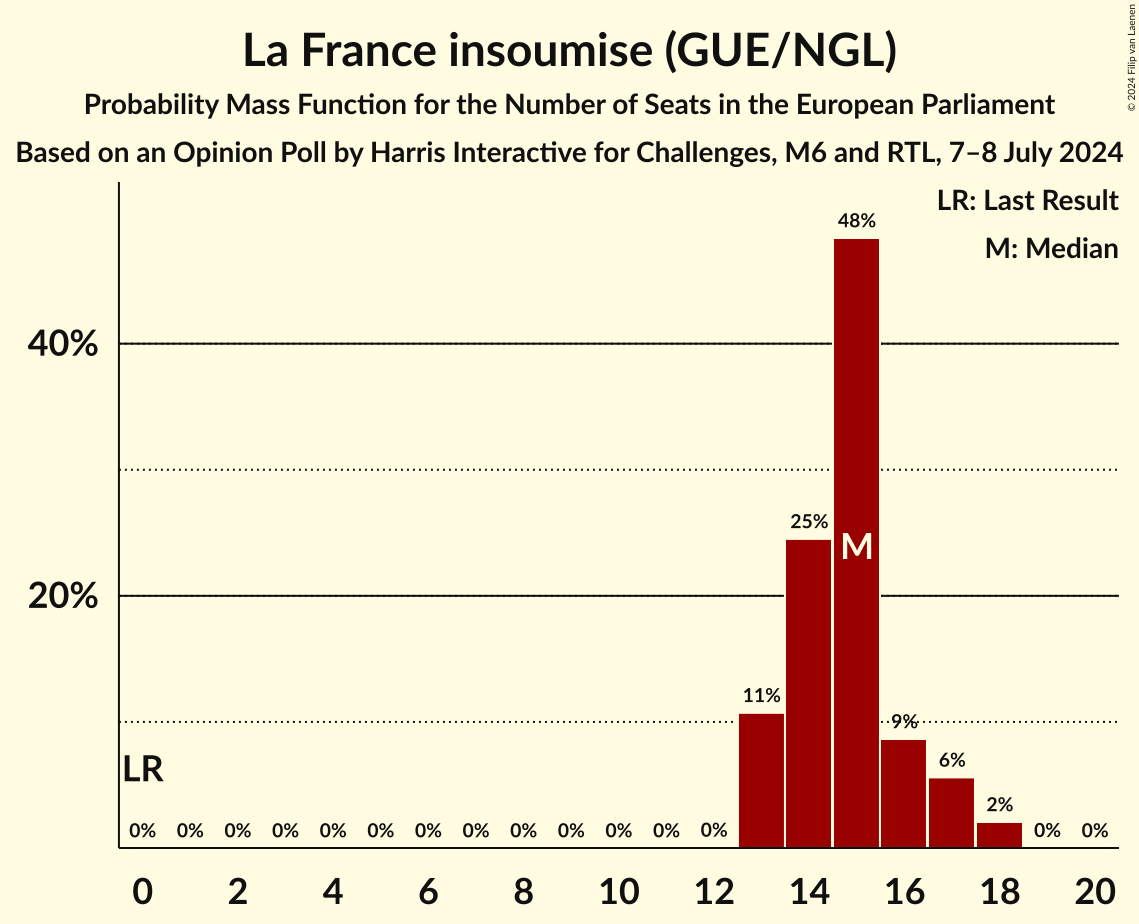 La France insoumise (GUE/NGL)
Probability Mass Function for the Number of Seats in the European Parliament
Based on an Opinion Poll by Harris Interactive for Challenges, M6 and RTL, 7–8 July 2024
© 2024 Filip van Laenen
LR: Last Result
M: Median
48%
40%
25%
M
20%
11%
9%
6%
LR
2%
0% 0% 0% 0% 0% 0% 0% 0% 0% 0% 0% 0% 0% 0% 0%
0 2 4 6 8 10 12 14 16 18 20